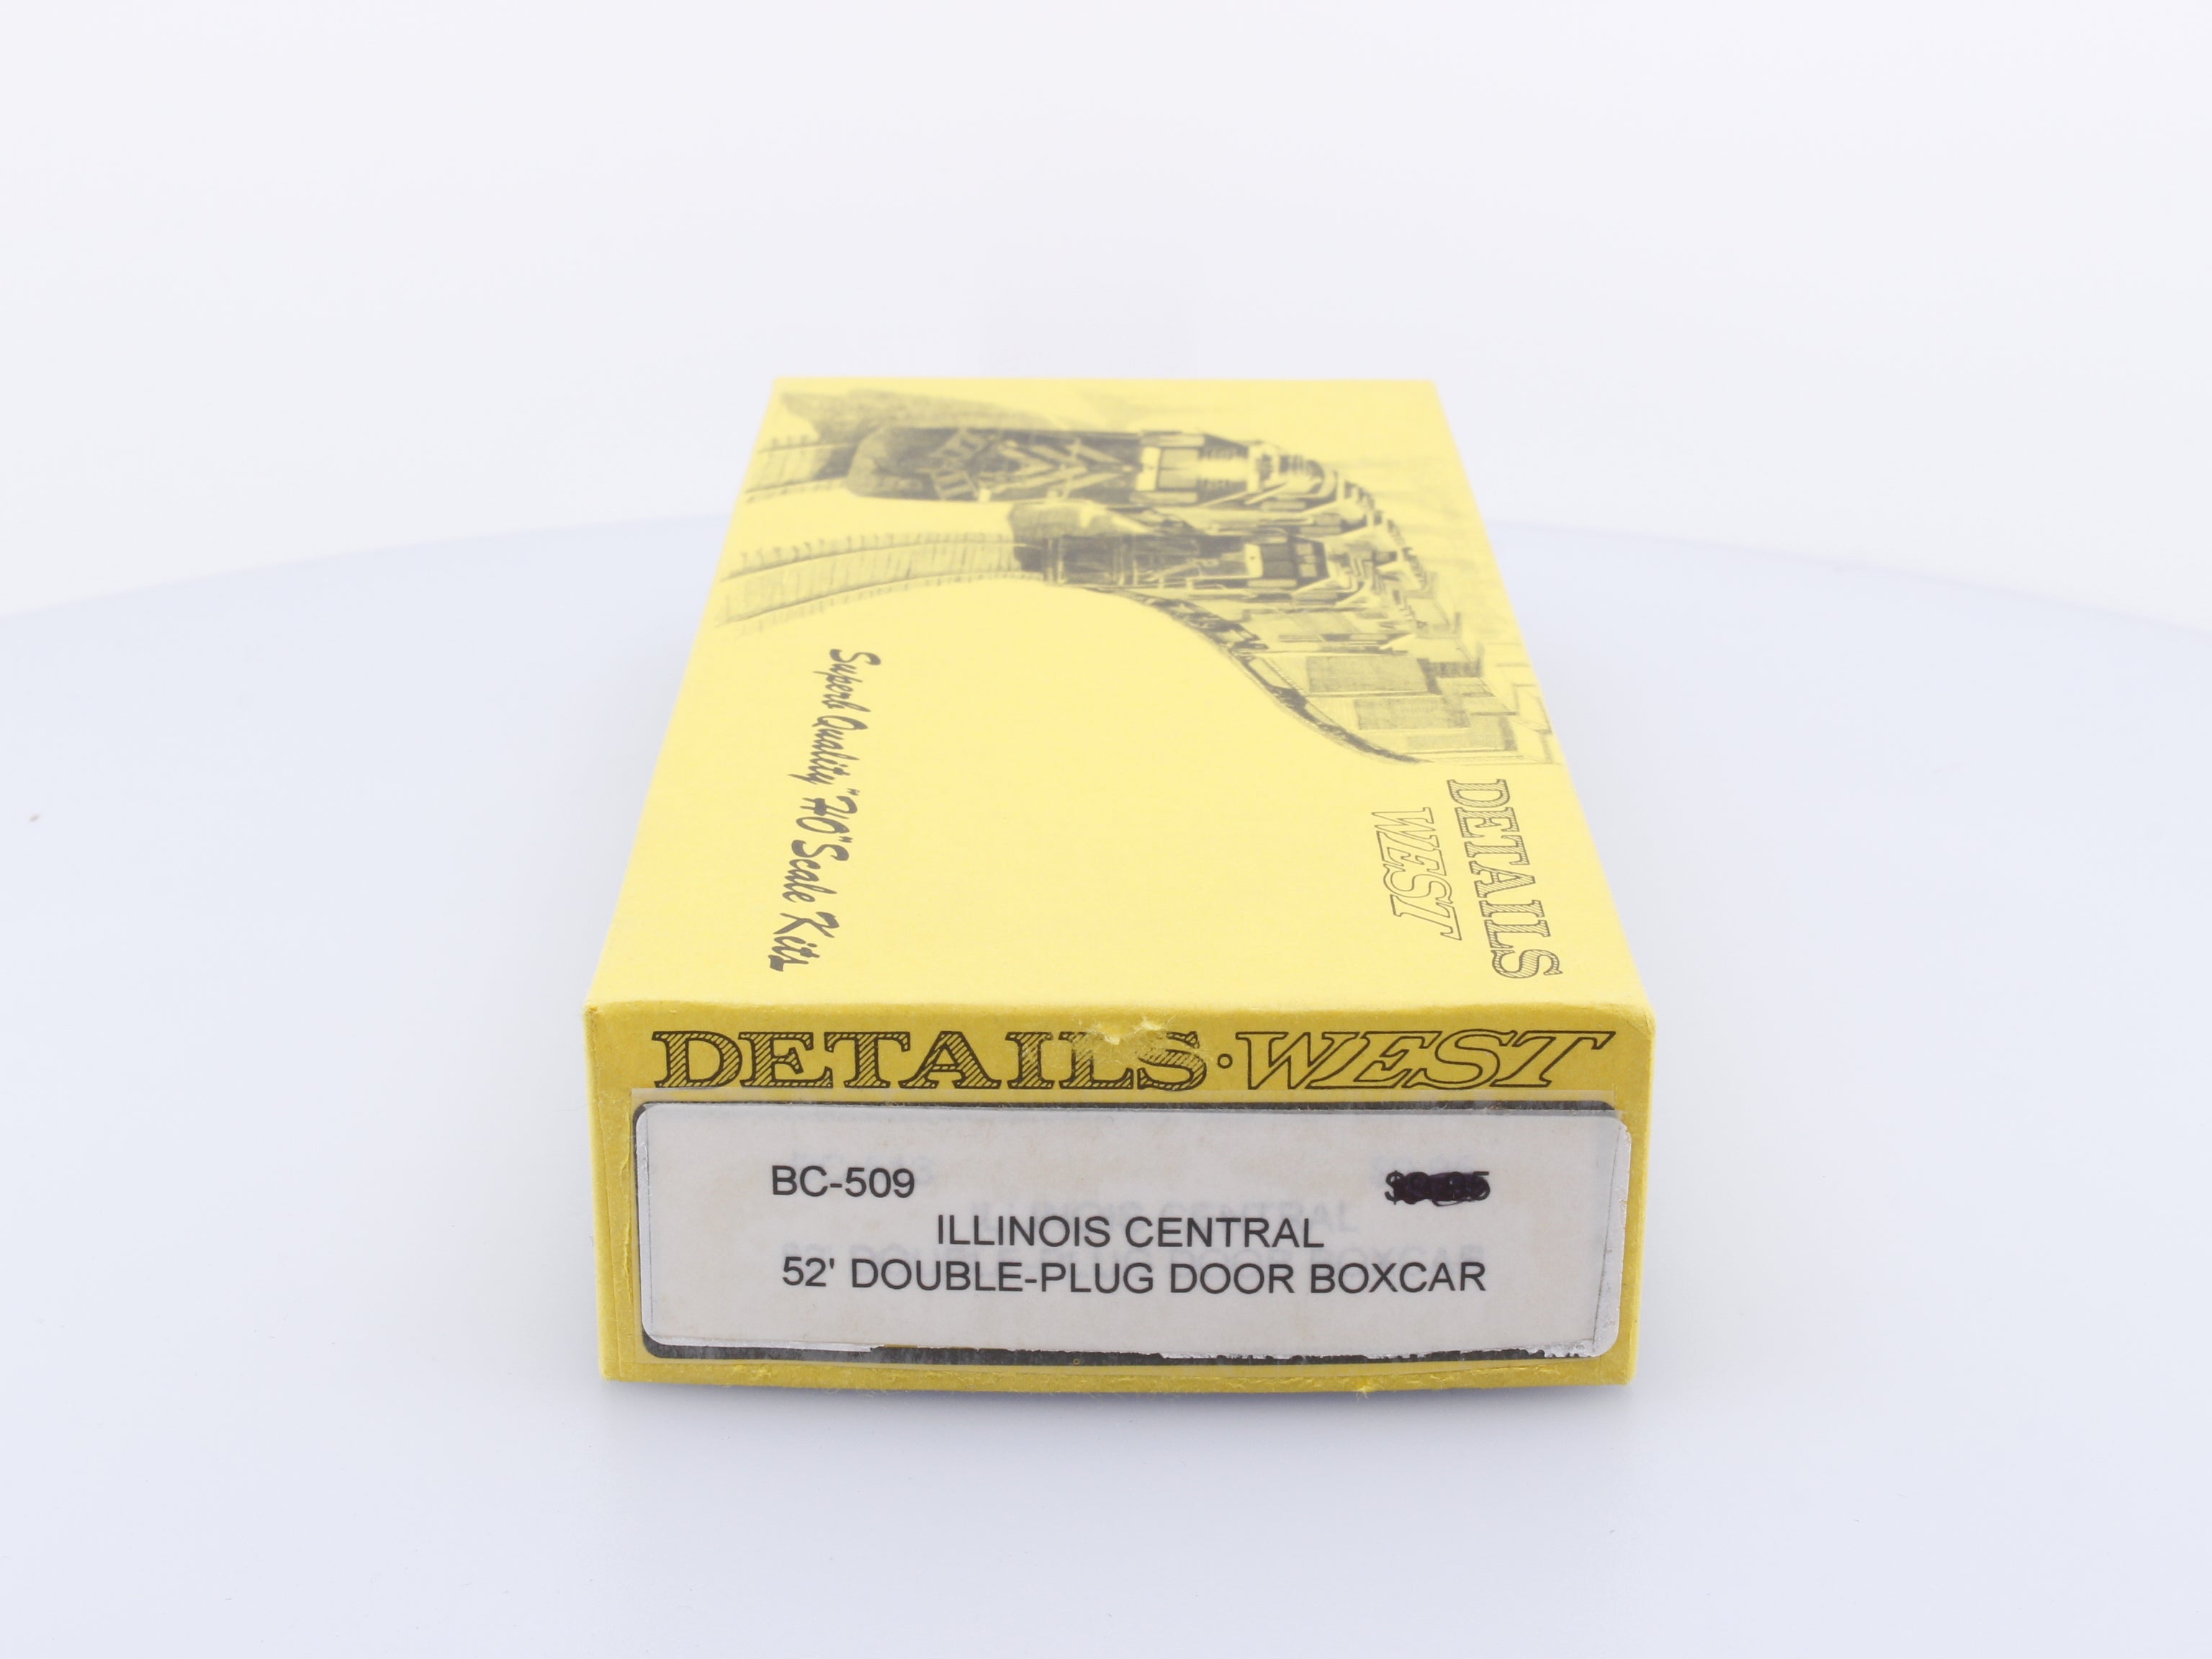 Superb Quality "HO" Scale Kits
DETAILS
WEST
DETAILS•WEST
BC-509
ILLINOIS CENTRAL
52' DOUBLE-PLUG DOOR BOXCAR